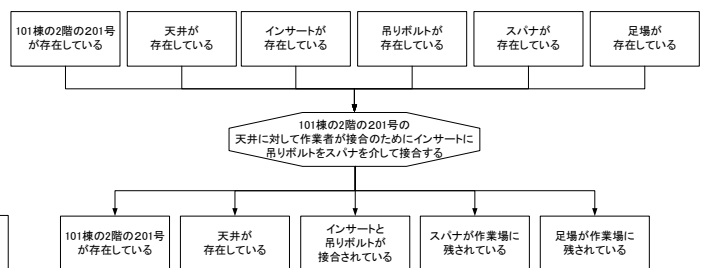 101棟の2階の201号
が存在している
天井が
存在している
インサートが
存在している
吊りボルトが
存在している
スパナが
存在している
足場が
存在している
101棟の2階の201号の
天井に対して作業者が接合のためにインサートに
吊りボルトをスパナを介して接合する
101棟の2階の201号
が存在している
天井が
存在している
インサートと
吊りボルトが
接合されている
スパナが作業場に
残されている
足場が作業場に
残されている